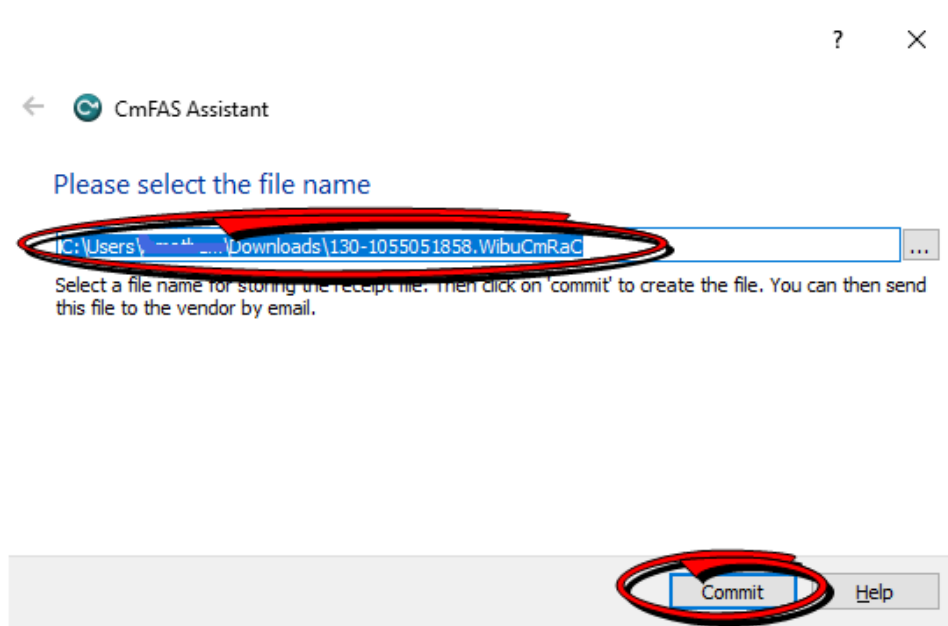 CmFAS Assistant
Please select the file name
C:\Users\ \Downloads\130-1055051858.WibuCmRaC
...
Select a file name for storing the receipt file. Then click on 'commit' to create the file. You can then send
this file to the vendor by email.
Commit Help